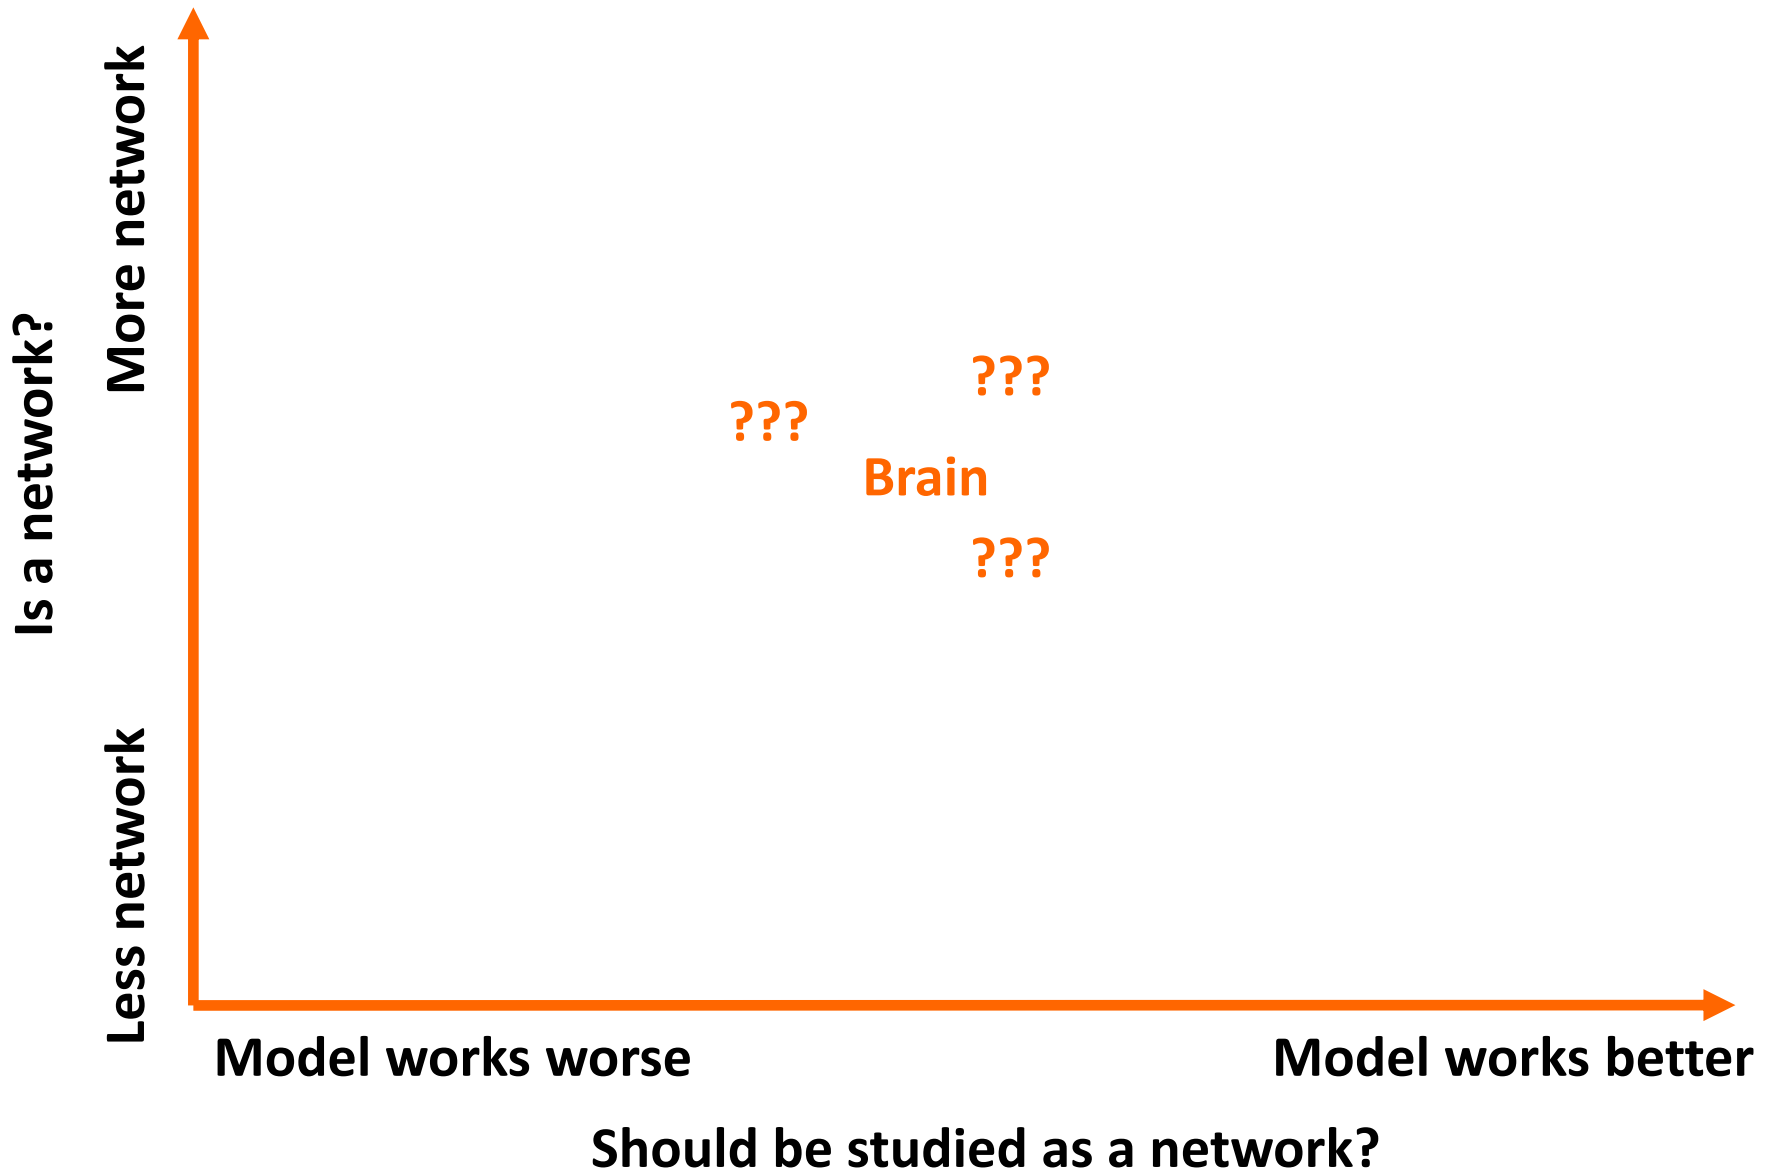 More network
Is a network?
Less network
???
???
Brain
???
Model works worse
Model works better
Should be studied as a network?